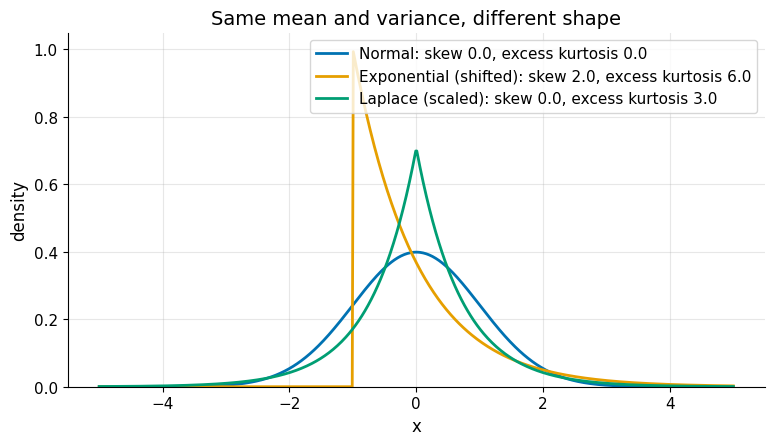 Same mean and variance, different shape
Normal: skew 0.0, excess kurtosis 0.0
Exponential (shifted): skew 2.0, excess kurtosis 6.0
Laplace (scaled): skew 0.0, excess kurtosis 3.0
density
1.0
0.8
0.6
0.4
0.2
0.0
−4
−2
0
2
4
x